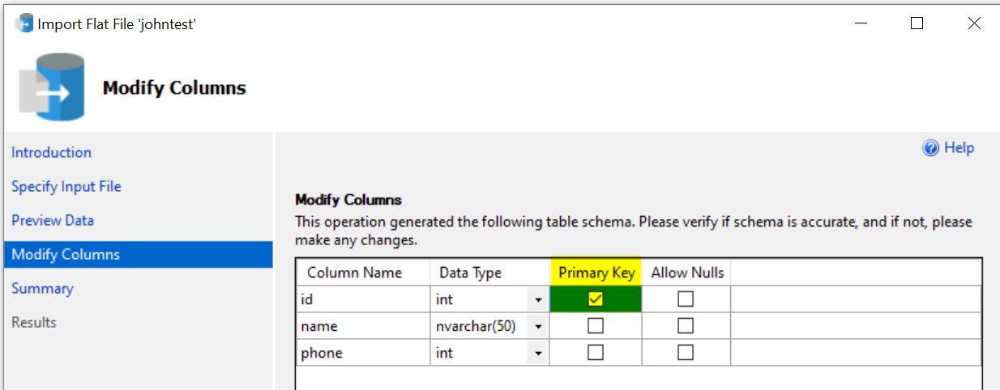 Import Flat File 'johntest'
Modify Columns
Introduction
Specify Input File
Preview Data
Modify Columns
Summary
Results
Help
Modify Columns
This operation generated the following table schema. Please verify if schema is accurate, and if not, please
make any changes.
Column Name Data Type Primary Key Allow Nulls
id int
name nvarchar(50)
phone int